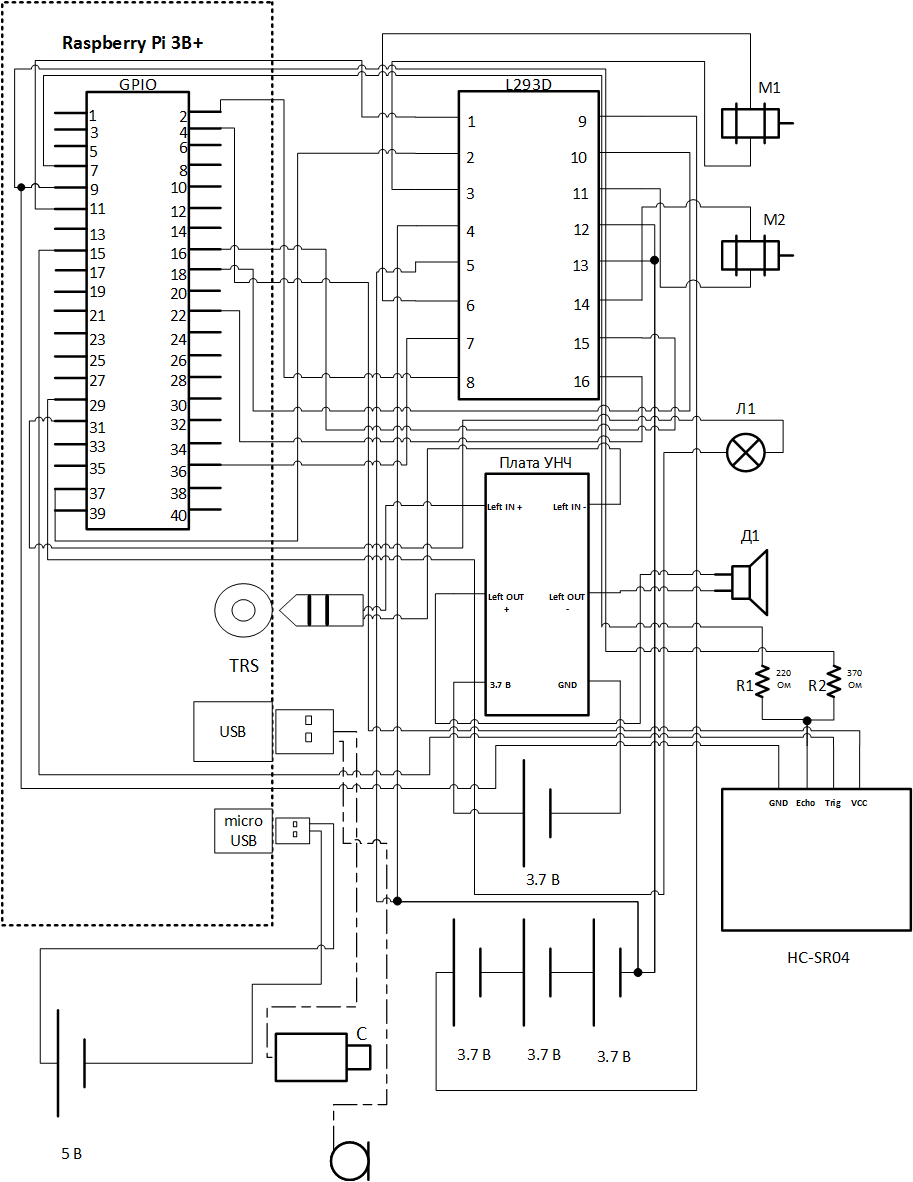 Raspberry Pi 3B+
GPIO
1
3
5
7
9
11
13
15
17
19
21
23
25
27
29
31
33
35
37
39
2
4
6
8
10
12
14
16
18
20
22
24
26
28
30
32
34
36
38
40
L293D
1
2
3
4
5
6
7
8
9
10
11
12
13
14
15
16
М1
М2
Л1
Плата УНЧ
Left IN +
Left IN -
Left OUT
+
Left OUT
-
3.7 В
GND
Д1
TRS
R1
220
Ом
R2
370
Ом
USB
micro
USB
GND Echo Trig VCC
3.7 В
HC-SR04
C
3.7 В
3.7 В
3.7 В
5 В